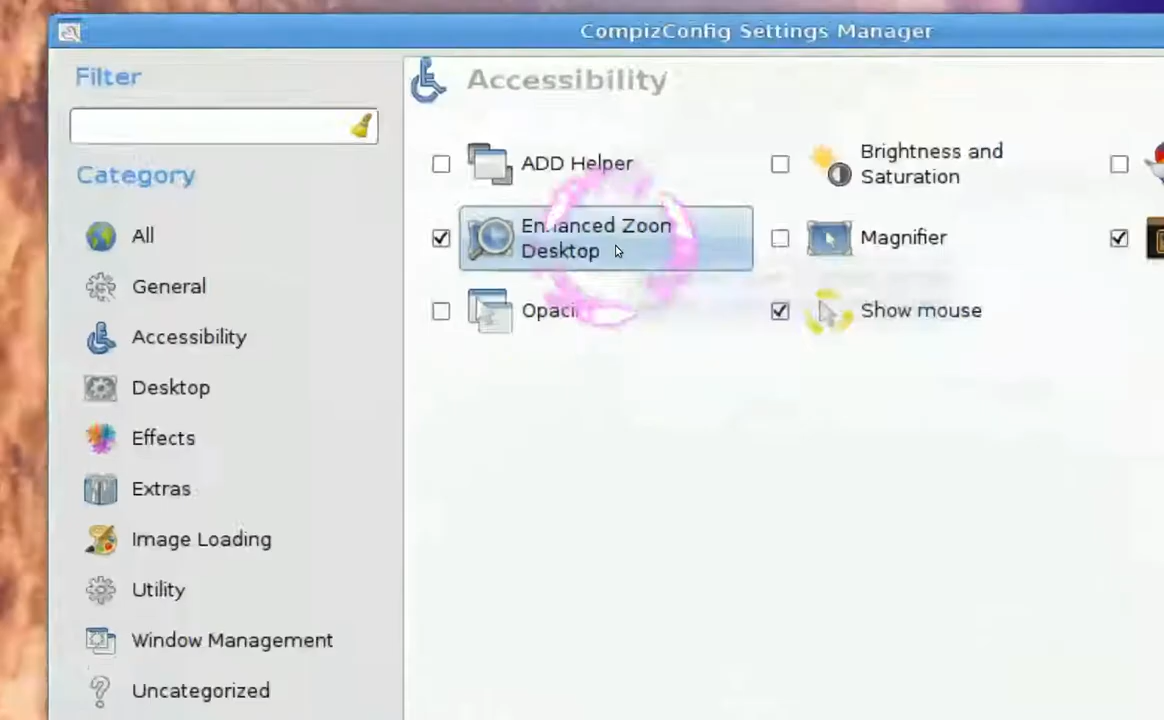 CompizConfig Settings Manager
Filter
Category
All
General
Accessibility
Desktop
Effects
Extras
Image Loading
Utility
Window Management
Uncategorized
Accessibility
ADD Helper
Brightness and
Saturation
Enhanced Zoom
Desktop
Magnifier
Opaci
Show mouse